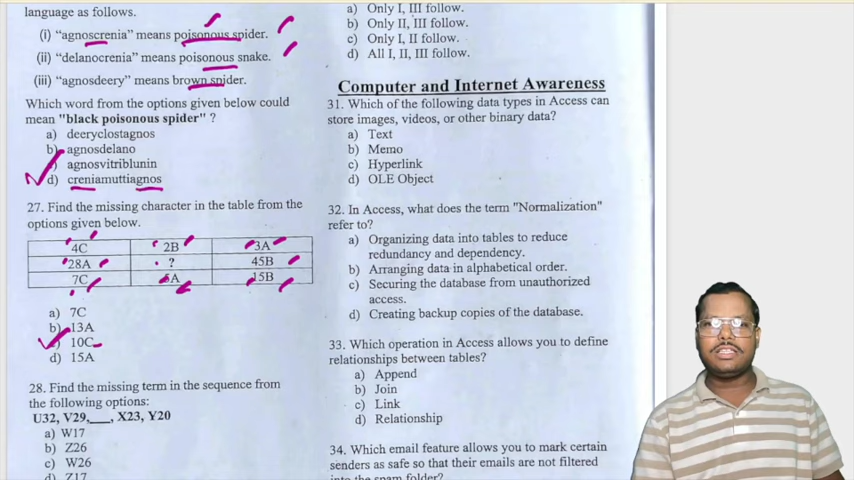 language as follows.
(i) "agnoscrenia" means poisonous spider.
(ii) "delanocrenia" means poisonous snake.
(iii) "agnosdeery" means brown spider.
Which word from the options given below could
mean "black poisonous spider" ?
a) deeryclostagnos
b) agnosdelano
) agnosvitriblunin
d) creniamuttiagnos
27. Find the missing character in the table from the
options given below.
4C 2B 3A
28A ? 45B
7C 5A 15B
a) 7C
b) 13A
) 10C
d) 15A
28. Find the missing term in the sequence from
the following options:
U32, V29,___, X23, Y20
a) W17
b) Z26
c) W26
d) Z17
a) Only I, III follow.
b) Only II, III follow.
c) Only I, II follow.
d) All I, II, III follow.
Computer and Internet Awareness
31. Which of the following data types in Access can
store images, videos, or other binary data?
a) Text
b) Memo
c) Hyperlink
d) OLE Object
32. In Access, what does the term "Normalization"
refer to?
a) Organizing data into tables to reduce
redundancy and dependency.
b) Arranging data in alphabetical order.
c) Securing the database from unauthorized
access.
d) Creating backup copies of the database.
33. Which operation in Access allows you to define
relationships between tables?
a) Append
b) Join
c) Link
d) Relationship
34. Which email feature allows you to mark certain
senders as safe so that their emails are not filtered
into the spam folder?